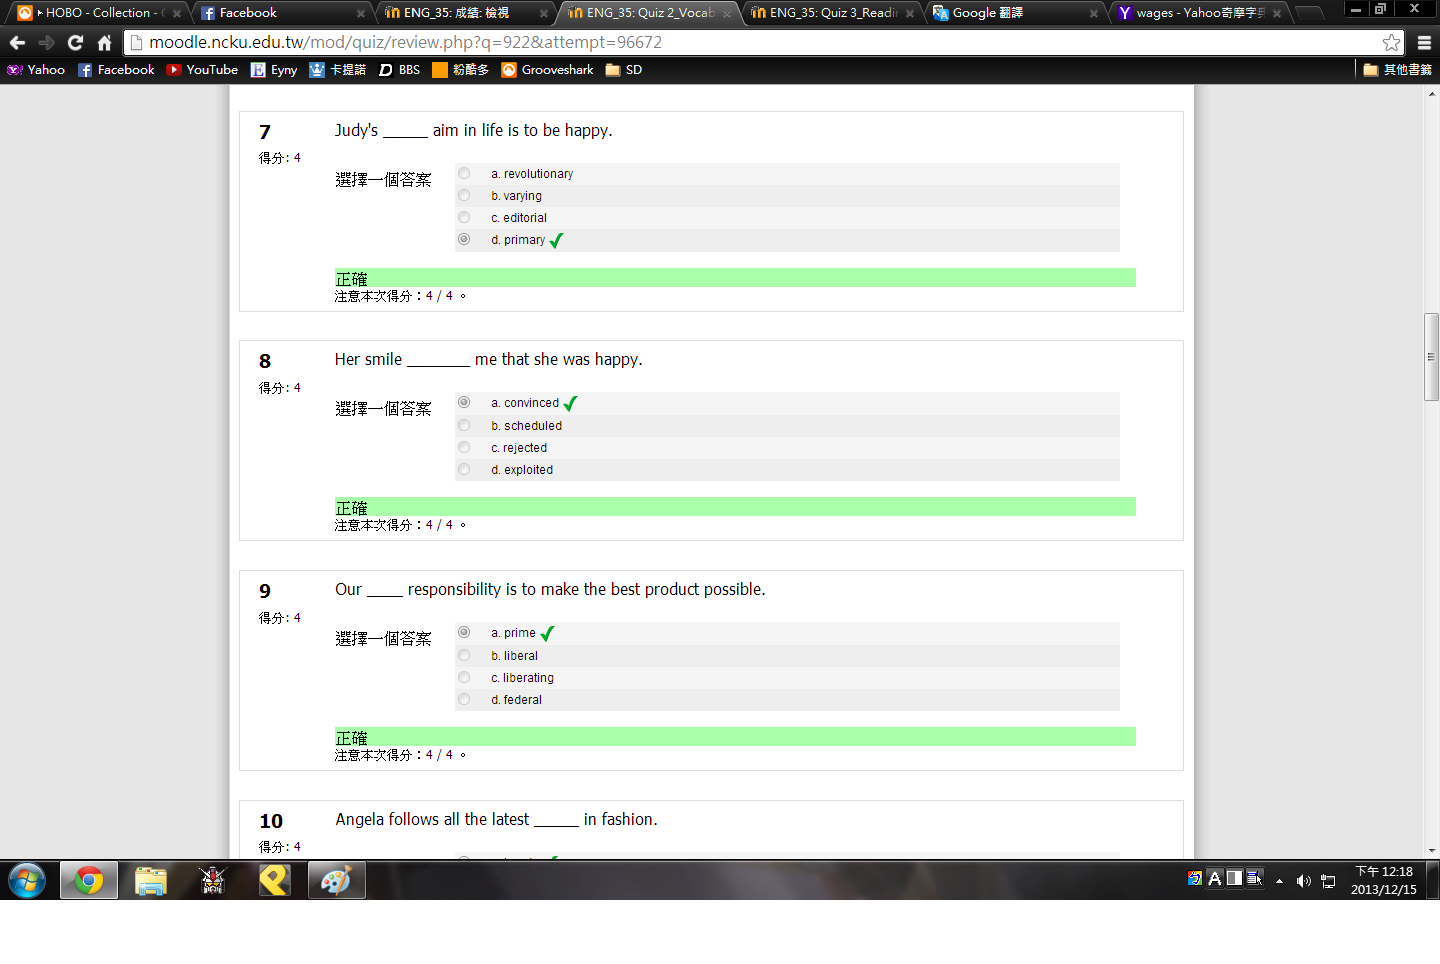 HOBO - Collection -
Facebook
ENG_35: 成績: 檢視
ENG_35: Quiz 2_Vocab
ENG_35: Quiz 3_Readi
Google 翻譯
wages - Yahoo奇摩字
moodle.ncku.edu.tw/mod/quiz/review.php?q=922&attempt=96672
Yahoo Facebook YouTube Eyny 卡提諾 BBS 粉酷多 Grooveshark SD 其他書籤
7
得分: 4
Judy's _____ aim in life is to be happy.
選擇一個答案
a. revolutionary
b. varying
c. editorial
d. primary
正確
注意本次得分：4 / 4 。
8
得分: 4
Her smile _______ me that she was happy.
選擇一個答案
a. convinced
b. scheduled
c. rejected
d. exploited
正確
注意本次得分：4 / 4 。
9
得分: 4
Our ____ responsibility is to make the best product possible.
選擇一個答案
a. prime
b. liberal
c. liberating
d. federal
正確
注意本次得分：4 / 4 。
10
得分: 4
Angela follows all the latest _____ in fashion.
A
下午 12:18
2013/12/15